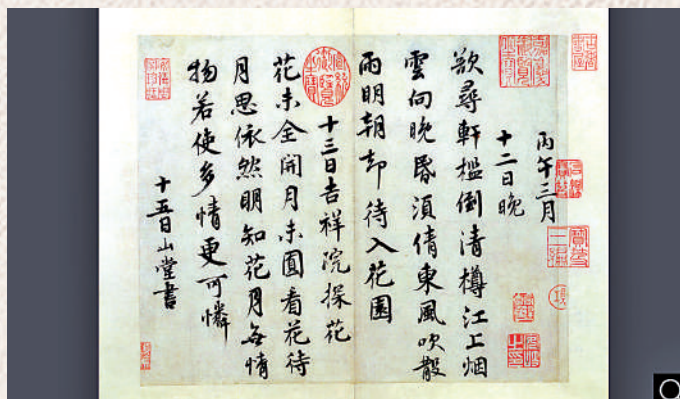 丙午三月
十二日晚
欲尋軒檻倒清樽江上烟
雲向晚昏須倩東風吹散
雨明朝却待入花園
十三日吉祥院探花
花未全開月未圓看花待
月思依然明知花月無情
物若使多情更可憐
十五日山堂書